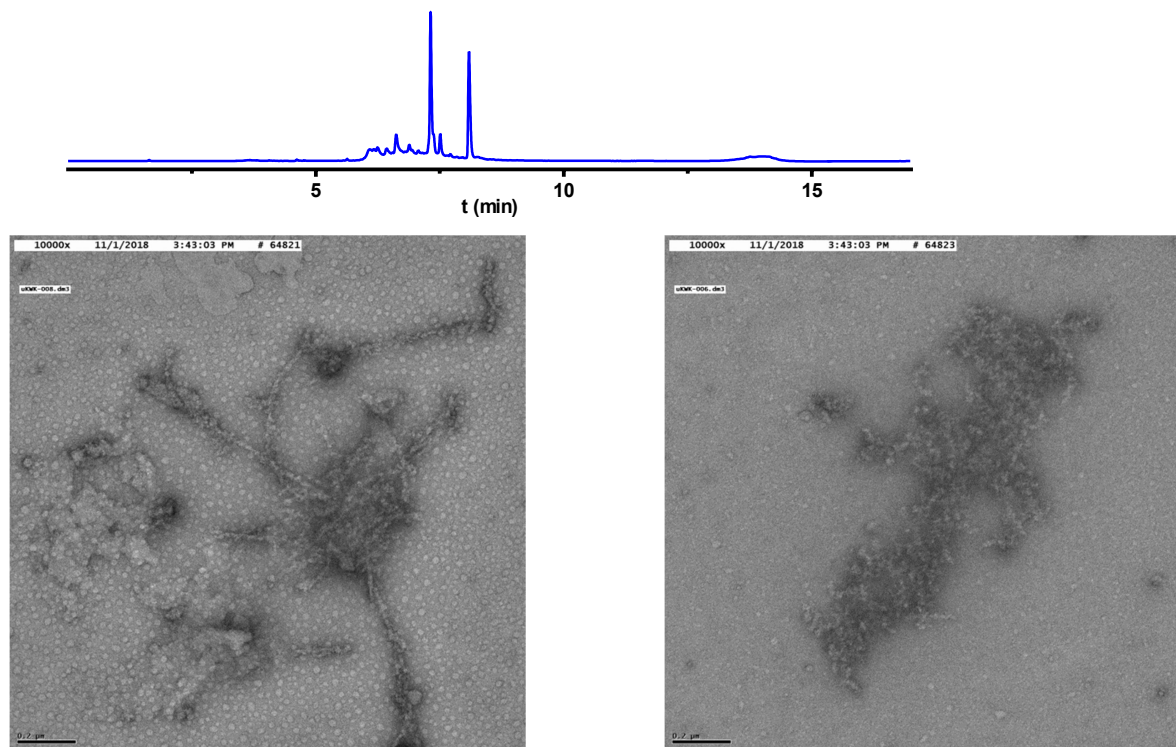 5 10 15
t (min)
10000x 11/1/2018 3:43:03 PM # 64821
uKWK-008.dm3
0.2 µm
10000x 11/1/2018 3:43:03 PM # 64823
uKWK-006.dm3
0.2 µm